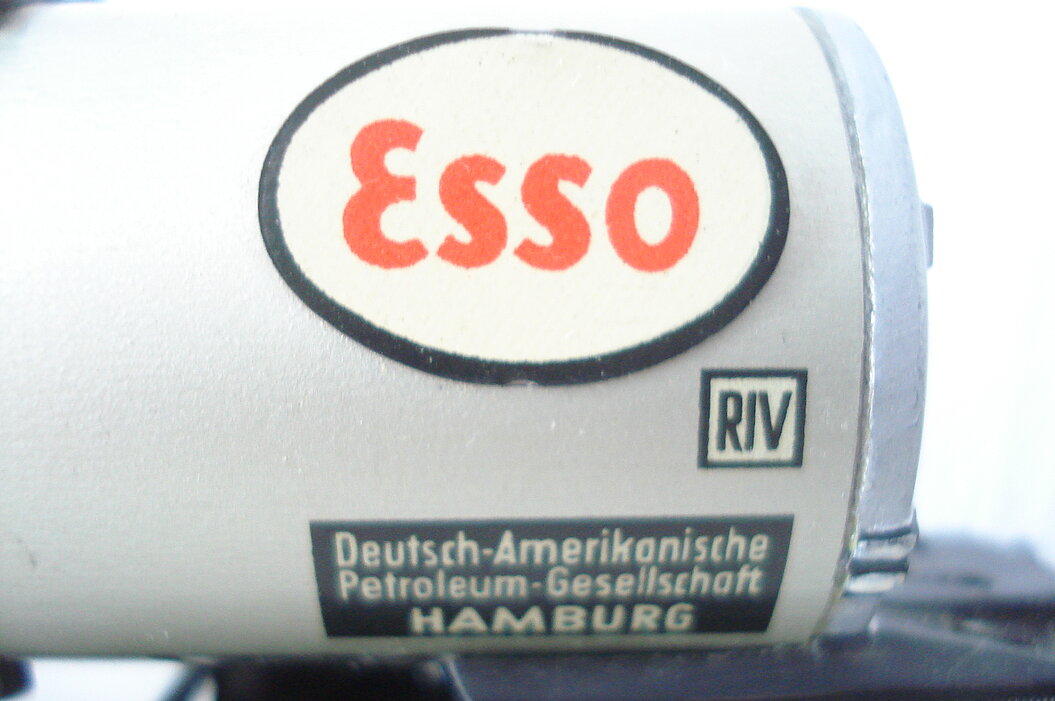 Esso
RIV
Deutsch-Amerikanische
Petroleum-Gesellschaft
HAMBURG